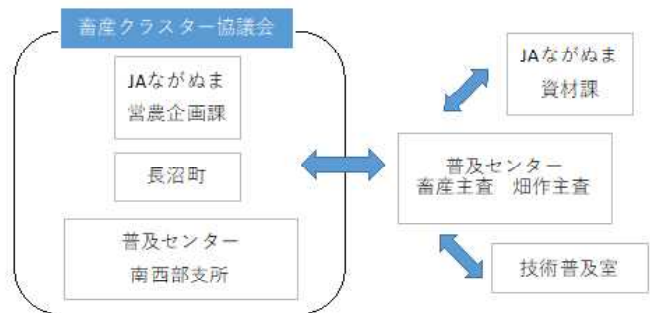 畜産クラスター協議会
JAながぬま
営農企画課
長沼町
普及センター
南西部支所
JAながぬま
資材課
普及センター
畜産主査　畑作主査
技術普及室